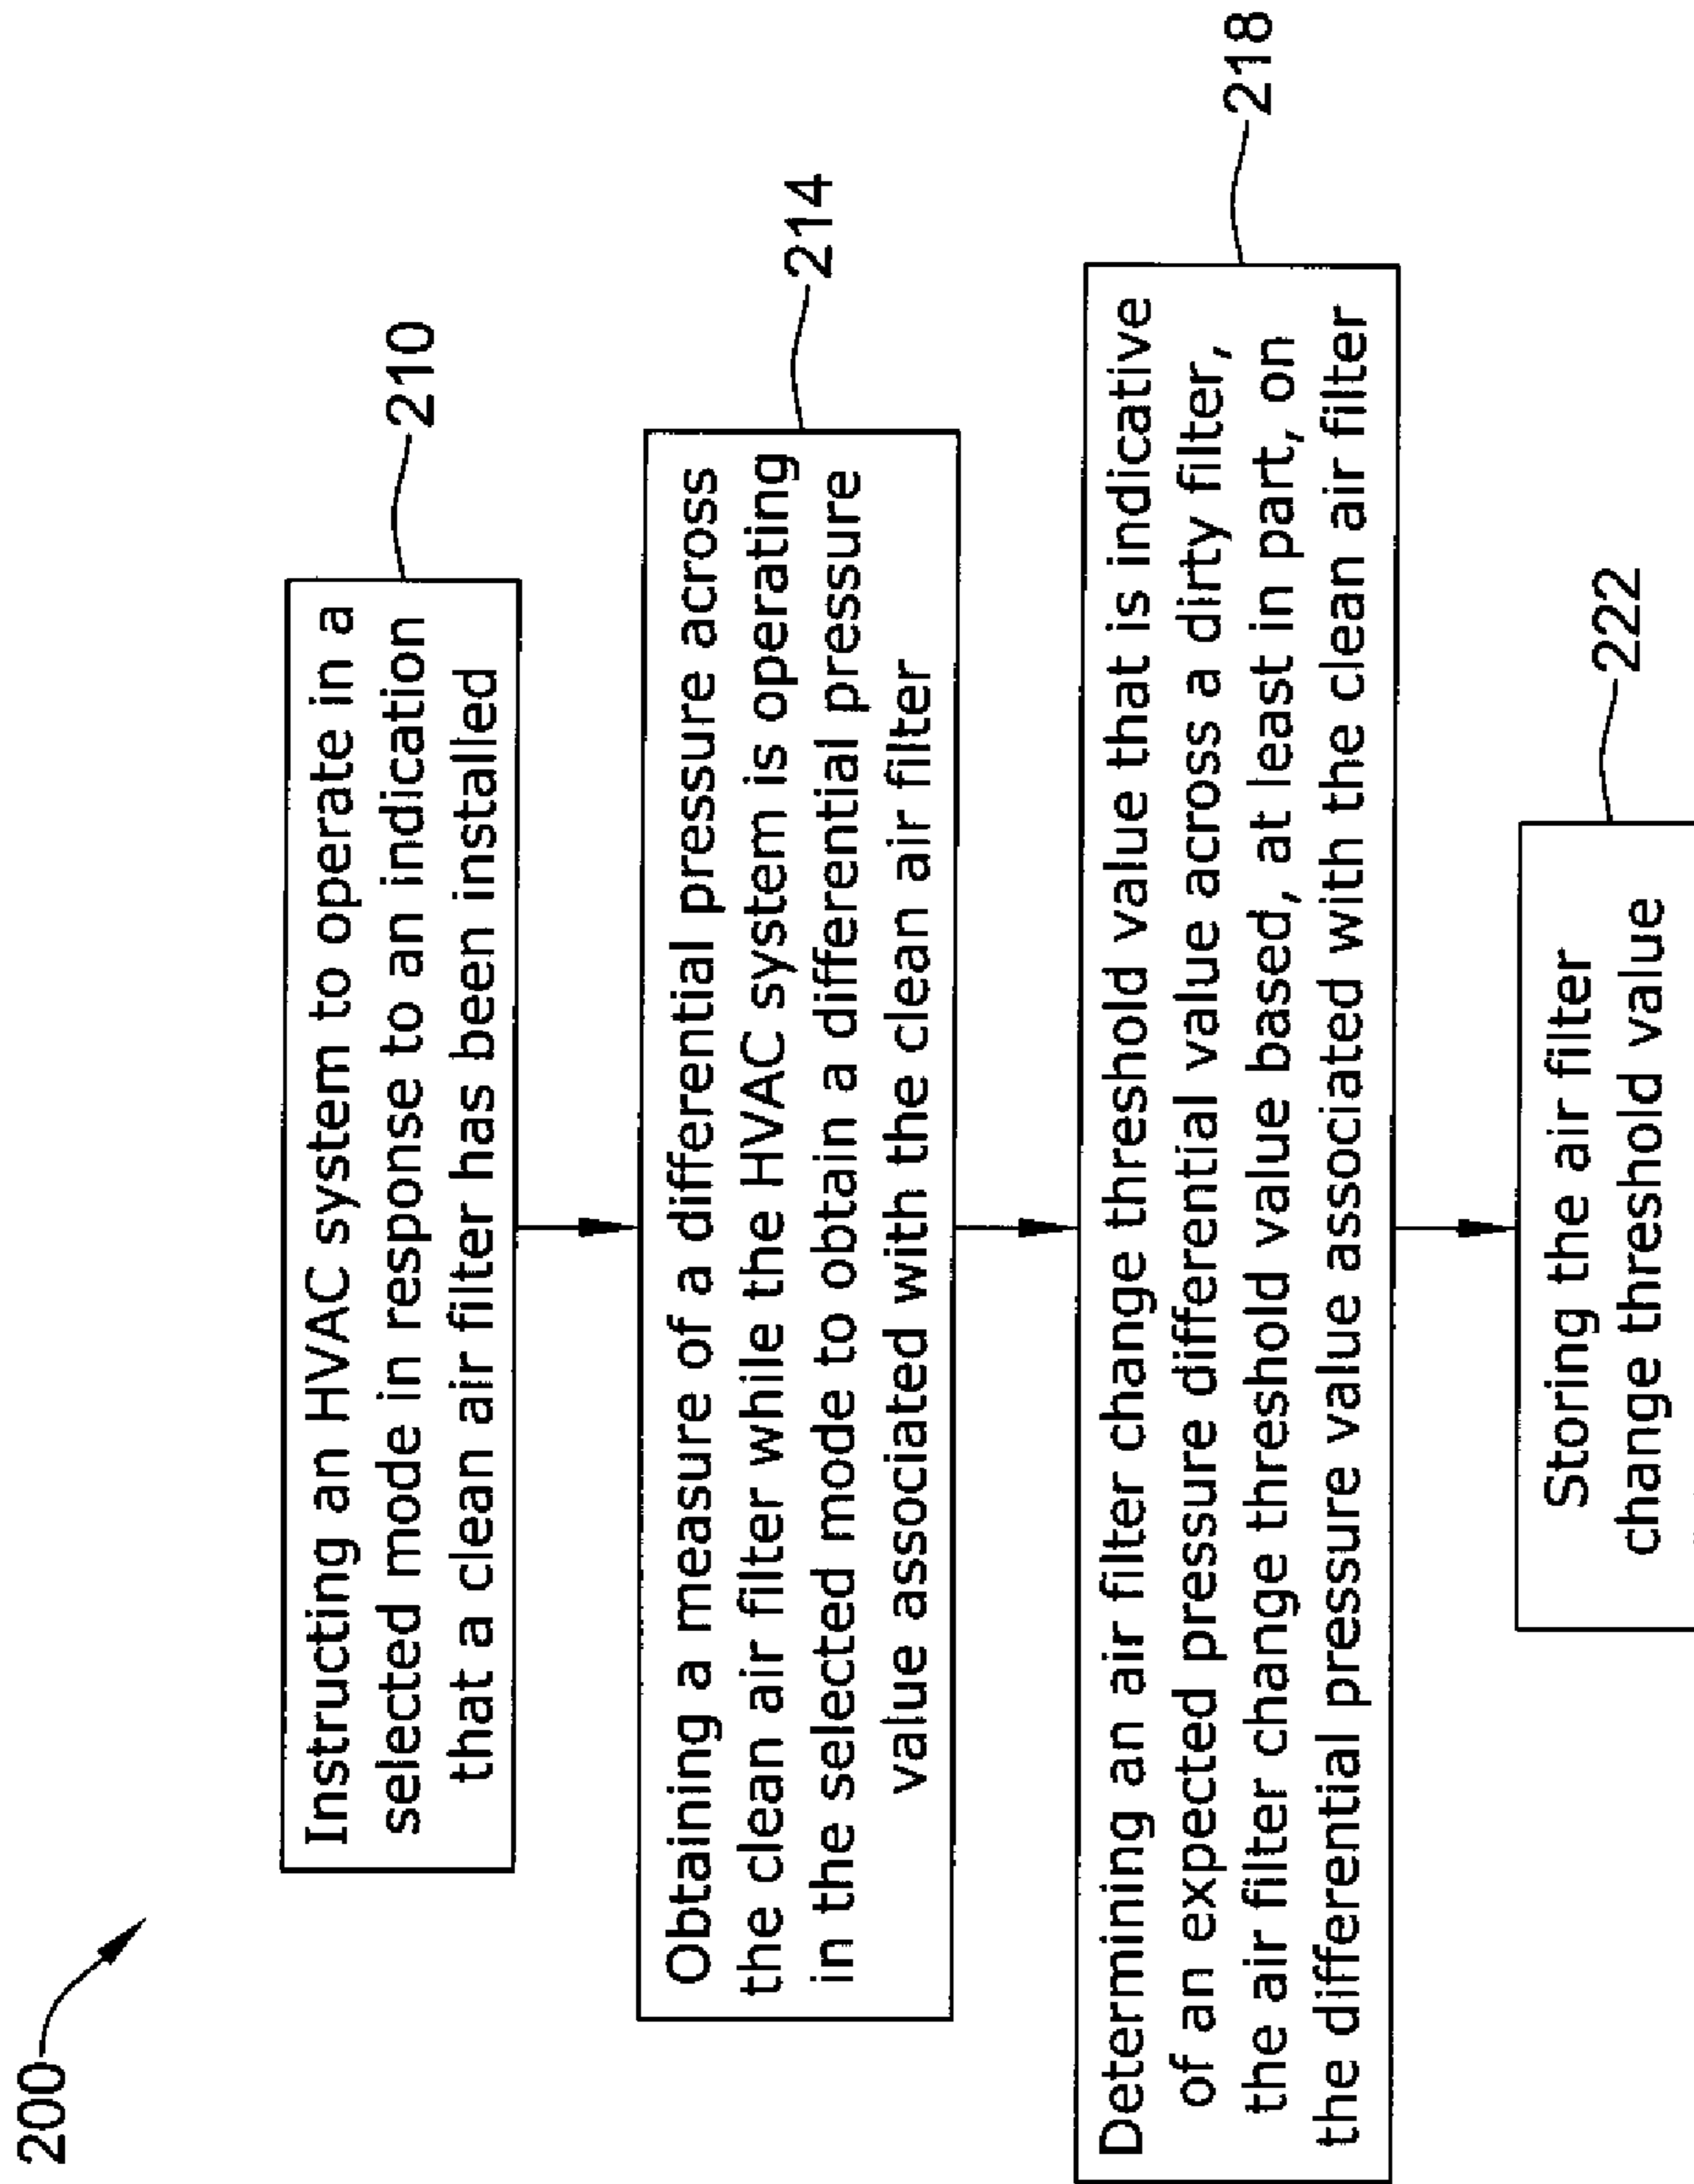 200
Instructing an HVAC system to operate in a
selected mode in response to an indication
that a clean air filter has been installed
210
Obtaining a measure of a differential pressure across
the clean air filter while the HVAC system is operating
in the selected mode to obtain a differential pressure
value associated with the clean air filter
214
Determining an air filter change threshold value that is indicative
of an expected pressure differential value across a dirty filter,
the air filter change threshold value based, at least in part, on
the differential pressure value associated with the clean air filter
218
Storing the air filter
change threshold value
222